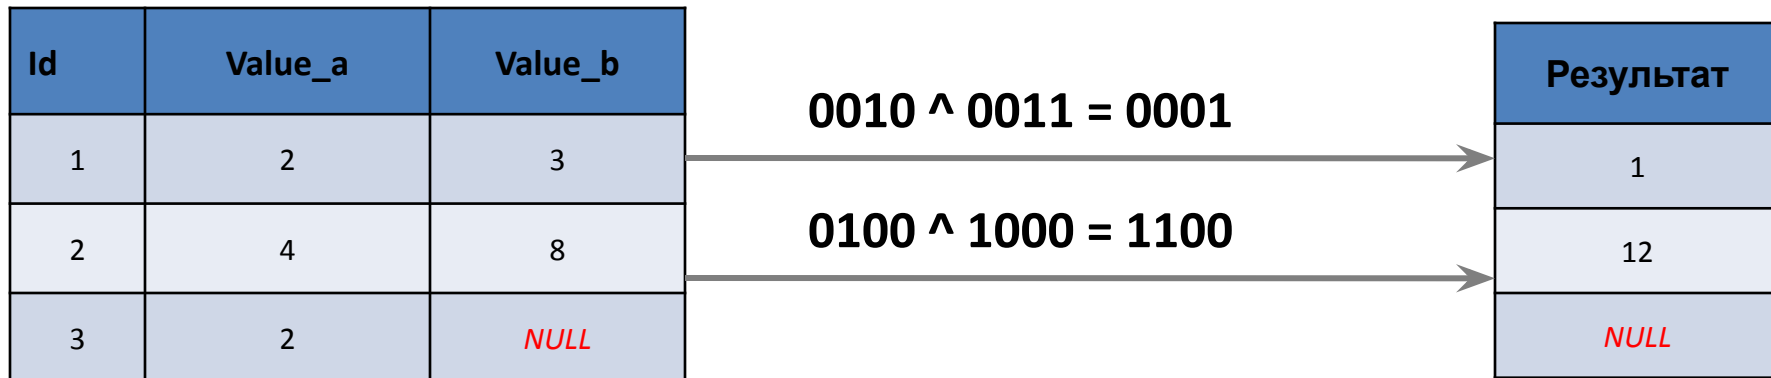 Id Value_a Value_b
1 2 3
2 4 8
3 2 NULL
0010 ^ 0011 = 0001
0100 ^ 1000 = 1100
Результат
1
12
NULL